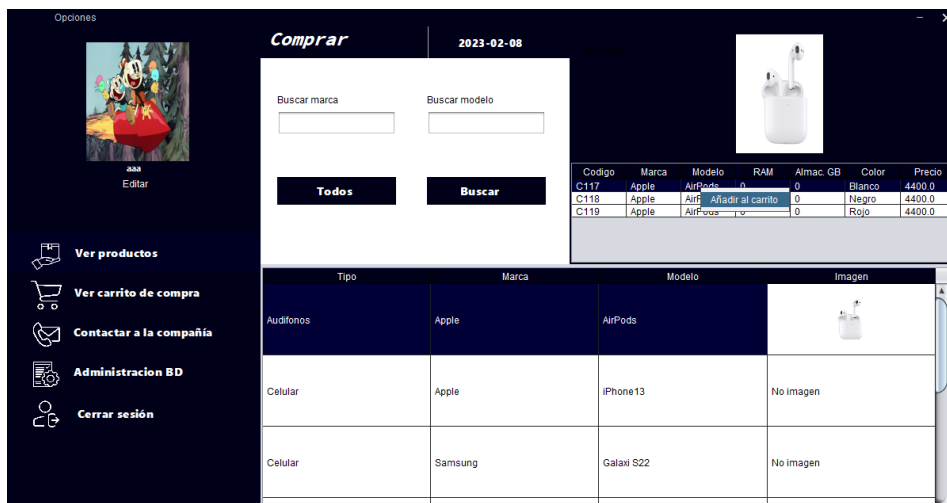 Opciones
Comprar
2023-02-08
Buscar marca
Buscar modelo
Todos
Buscar
aaa
Editar
Ver productos
Ver carrito de compra
Contactar a la compañía
Administracion BD
Cerrar sesión
Codigo Marca Modelo RAM Almac. GB Color Precio
C117 Apple AirPods 0 0 Blanco 4400.0
C118 Apple 0 Negro 4400.0
Añadir al carrito
C119 Apple AirPods 0 0 Rojo 4400.0
Tipo Marca Modelo Imagen
Audifonos Apple AirPods
Celular Apple iPhone13 No imagen
Celular Samsung Galaxi S22 No imagen